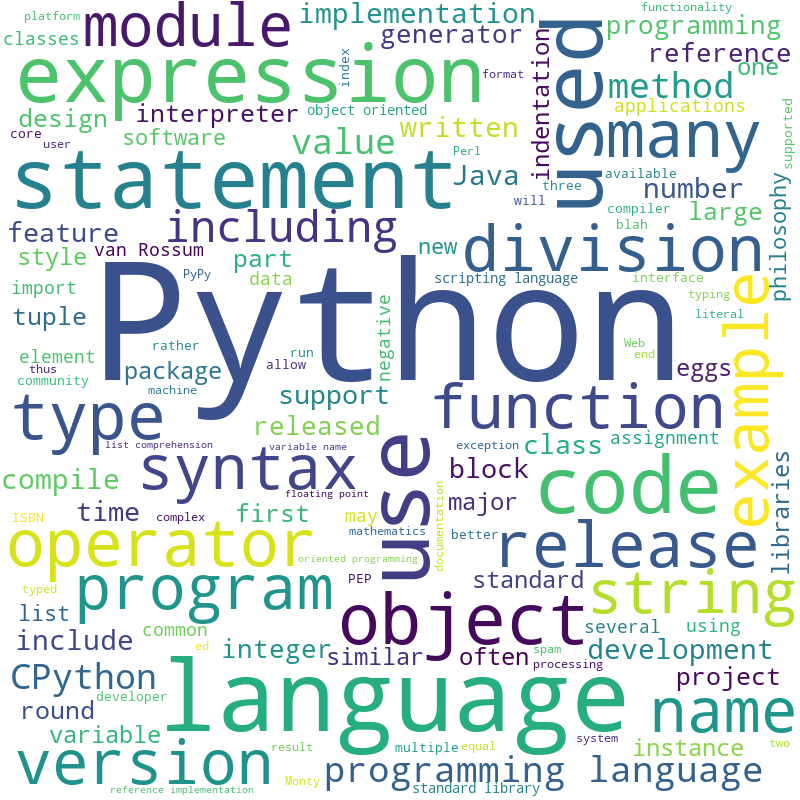 platform
classes
module
implementation
generator
functionality
programming
reference
one
expression
index
format
indentation
used
method
applications
design
interpreter
object oriented
core
user
software
value
written
many
supported
statement
Perl
Java
three
available
will
number
compiler
blah
large
philosophy
feature
including
style
van Rossum
part
new
division
import
PyPy
data
scripting language
interface
typing
literal
Python
tuple
negative
example
element
rather
run
Web
end
thus
community
package
allow
machine
support
eggs
type
released
function
list comprehension
variable name
exception
class
assignment
syntax
use
block
code
libraries
compile
floating point
documentation
major
ISBN
time
complex
first
may
mathematics
better
release
operator
oriented programming
typed
program
PEP
standard
string
list
object
include
common
ed
integer
similar
often
spam
processing
several
using
development
CPython
developer
language
project
round
name
variable
system
version
result
multiple
equal
instance
two
reference implementation
Monty
programming language
standard library